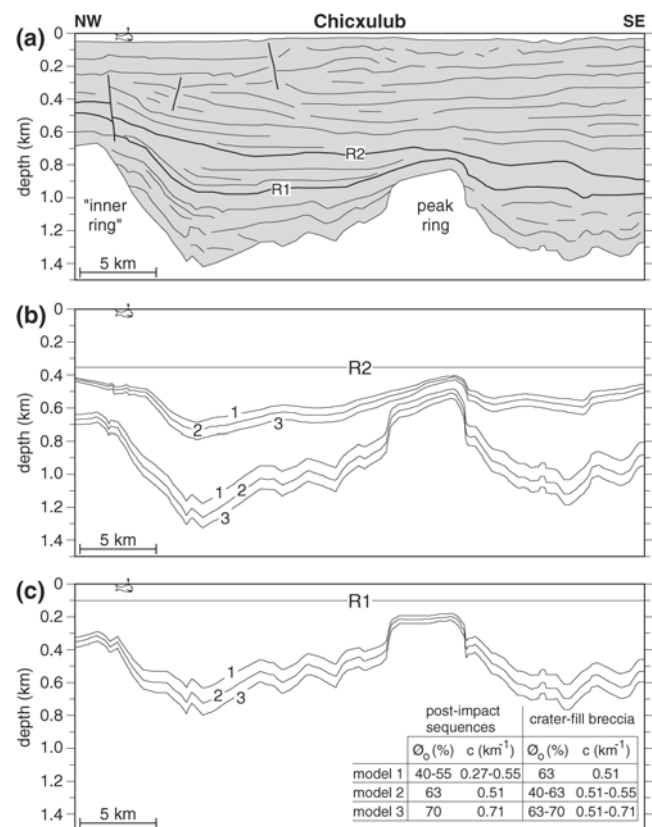 NW Chicxulub SE
(a)
0
0.2
0.4
0.6
0.8
1.0
1.2
1.4
depth (km)
R2
R1
"inner
ring"
peak
ring
5 km
(b)
0
0.2
0.4
0.6
0.8
1.0
1.2
1.4
depth (km)
R2
1
2
3
1
2
3
5 km
(c)
0
0.2
0.4
0.6
0.8
1.0
1.2
1.4
depth (km)
R1
1
2
3
5 km
post-impact sequences crater-fill breccia
Øo (%) c (km-1) Øo (%) c (km-1)
model 1 40-55 0.27-0.55 63 0.51
model 2 63 0.51 40-63 0.51-0.55
model 3 70 0.71 63-70 0.51-0.71